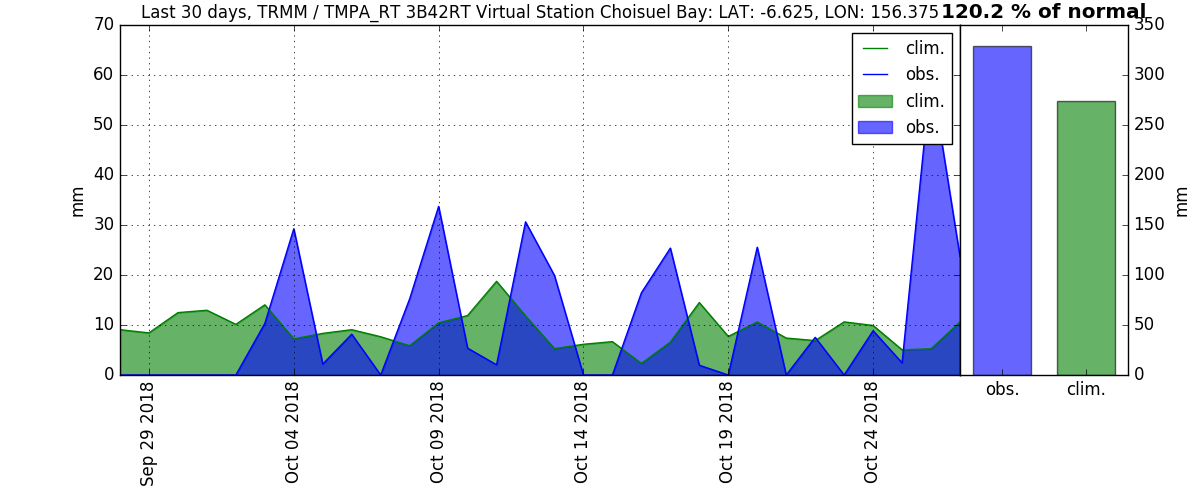 Last 30 days, TRMM / TMPA_RT 3B42RT Virtual Station Choisuel Bay: LAT: -6.625, LON: 156.375
120.2 % of normal
70
60
50
40
30
20
10
0
mm
clim.
obs.
clim.
obs.
Sep 29 2018
Oct 04 2018
Oct 09 2018
Oct 14 2018
Oct 19 2018
Oct 24 2018
350
300
250
200
150
100
50
0
mm
obs.
clim.